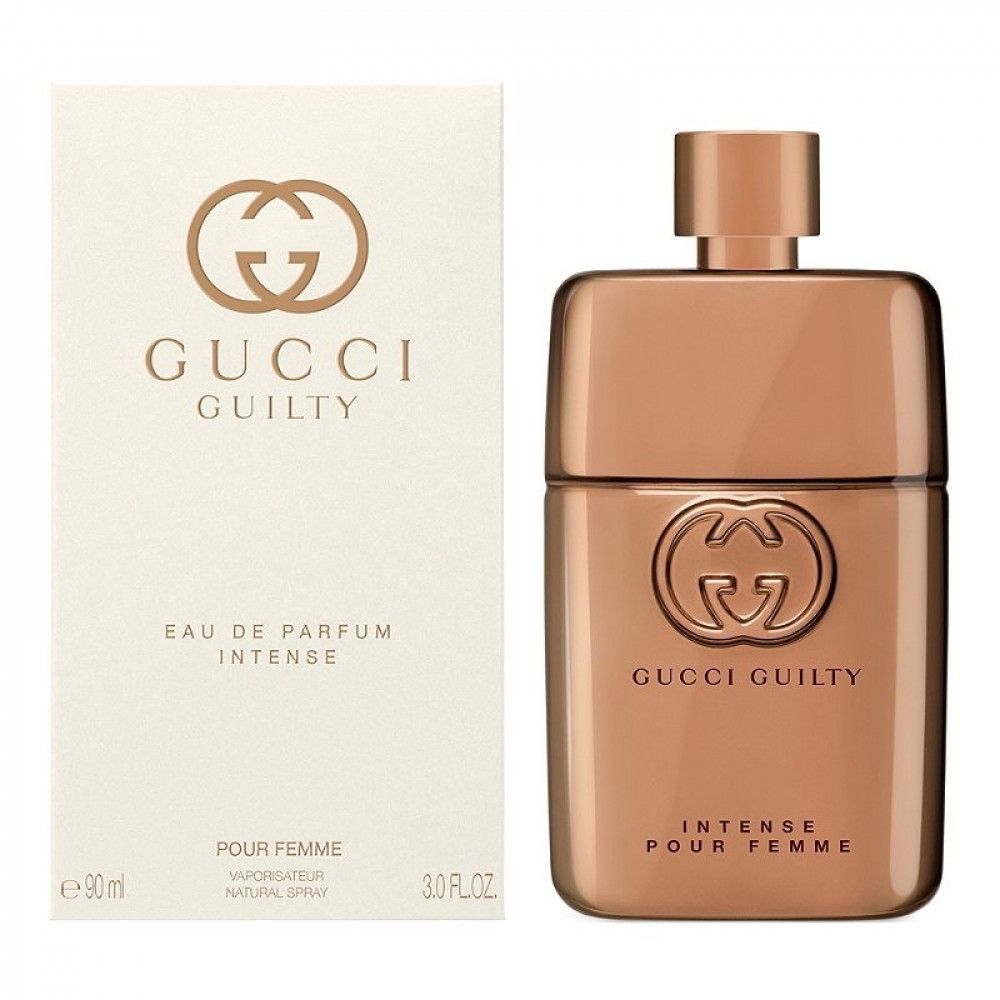 GUCCI
GUILTY
EAU DE PARFUM
INTENSE
POUR FEMME
VAPORISATEUR
NATURAL SPRAY
℮ 90 ml
3.0 FL.OZ.
GUCCI GUILTY
INTENSE
POUR FEMME